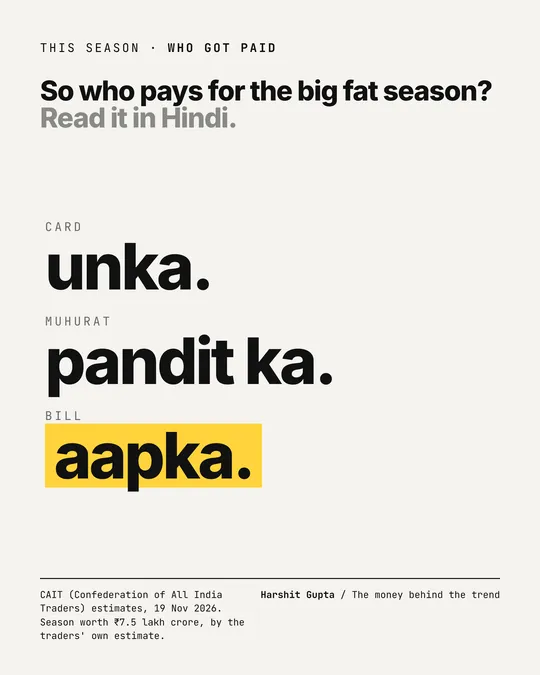 THIS SEASON · WHO GOT PAID
So who pays for the big fat season?
Read it in Hindi.
CARD
unka.
MUHURAT
pandit ka.
BILL
aapka.
CAIT (Confederation of All India
Traders) estimates, 19 Nov 2026.
Season worth ₹7.5 lakh crore, by the
traders' own estimate.
Harshit Gupta / The money behind the trend